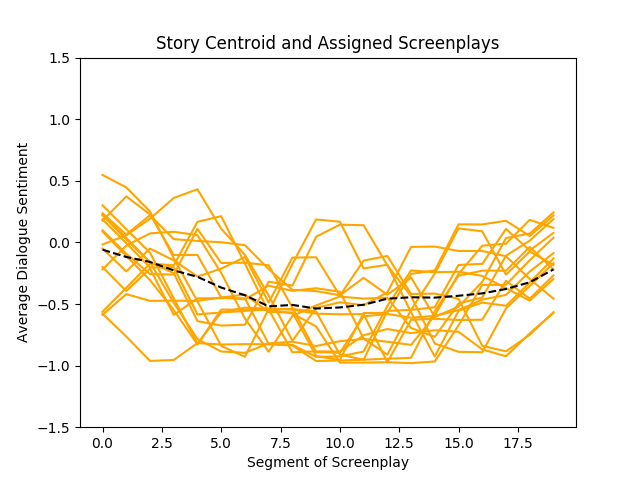 Story Centroid and Assigned Screenplays
1.5
1.0
0.5
0.0
−0.5
−1.0
−1.5
Average Dialogue Sentiment
0.0 2.5 5.0 7.5 10.0 12.5 15.0 17.5
Segment of Screenplay